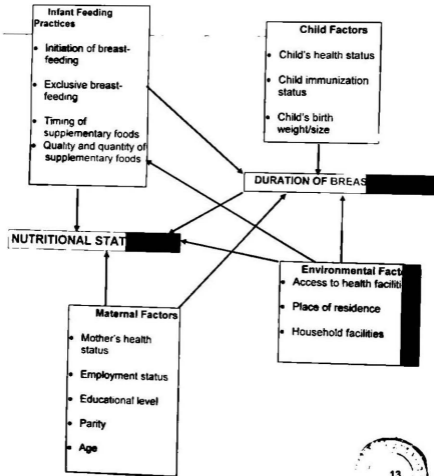 Infant Feeding
Practices
• Initiation of breast-
feeding
• Exclusive breast-
feeding
• Timing of
supplementary foods
• Quality and quantity of
supplementary foods
Child Factors
• Child's health status
• Child immunization
status
• Child's birth
weight/size
DURATION OF BREAS
NUTRITIONAL STAT
Environmental Fact
• Access to health faciliti
• Place of residence
• Household facilities
Maternal Factors
• Mother's health
status
• Employment status
• Educational level
• Parity
• Age
13